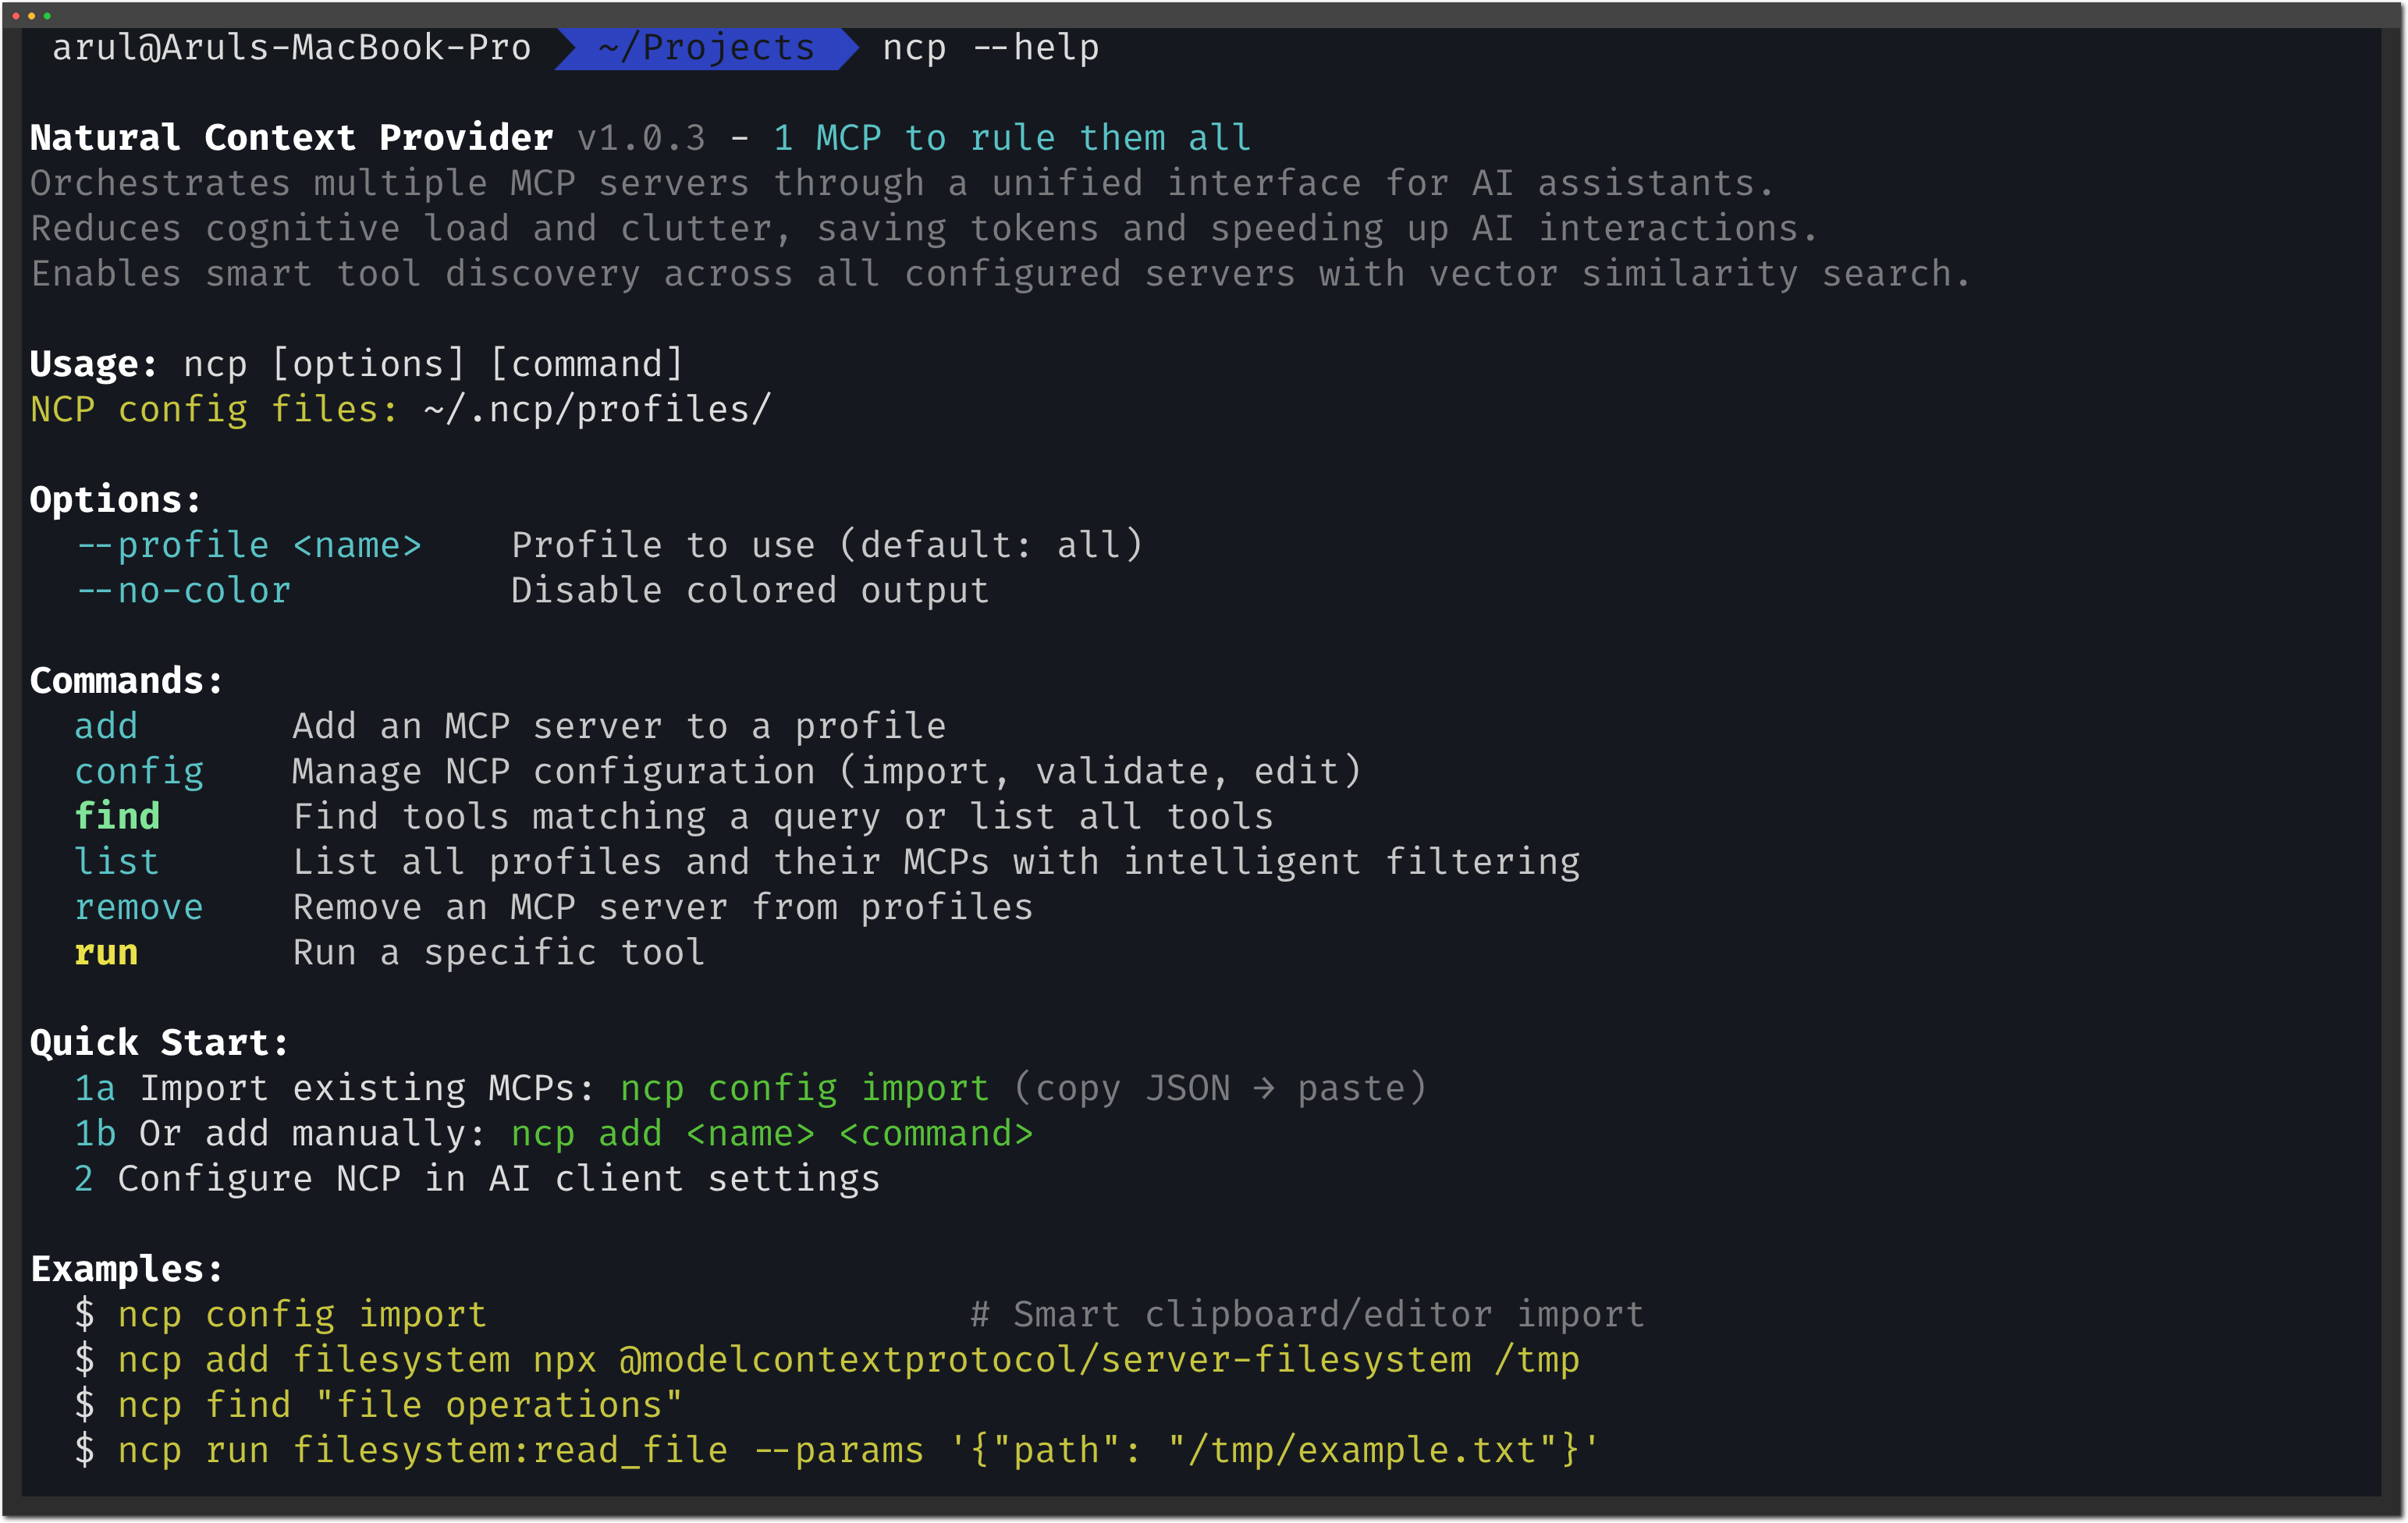 arul@Aruls-MacBook-Pro ~/Projects ncp --help
Natural Context Provider v1.0.3 - 1 MCP to rule them all
Orchestrates multiple MCP servers through a unified interface for AI assistants.
Reduces cognitive load and clutter, saving tokens and speeding up AI interactions.
Enables smart tool discovery across all configured servers with vector similarity search.
Usage: ncp [options] [command]
NCP config files: ~/.ncp/profiles/
Options:
--profile <name> Profile to use (default: all)
--no-color Disable colored output
Commands:
add Add an MCP server to a profile
config Manage NCP configuration (import, validate, edit)
find Find tools matching a query or list all tools
list List all profiles and their MCPs with intelligent filtering
remove Remove an MCP server from profiles
run Run a specific tool
Quick Start:
1a Import existing MCPs: ncp config import (copy JSON → paste)
1b Or add manually: ncp add <name> <command>
2 Configure NCP in AI client settings
Examples:
$ ncp config import # Smart clipboard/editor import
$ ncp add filesystem npx @modelcontextprotocol/server-filesystem /tmp
$ ncp find "file operations"
$ ncp run filesystem:read_file --params '{"path": "/tmp/example.txt"}'